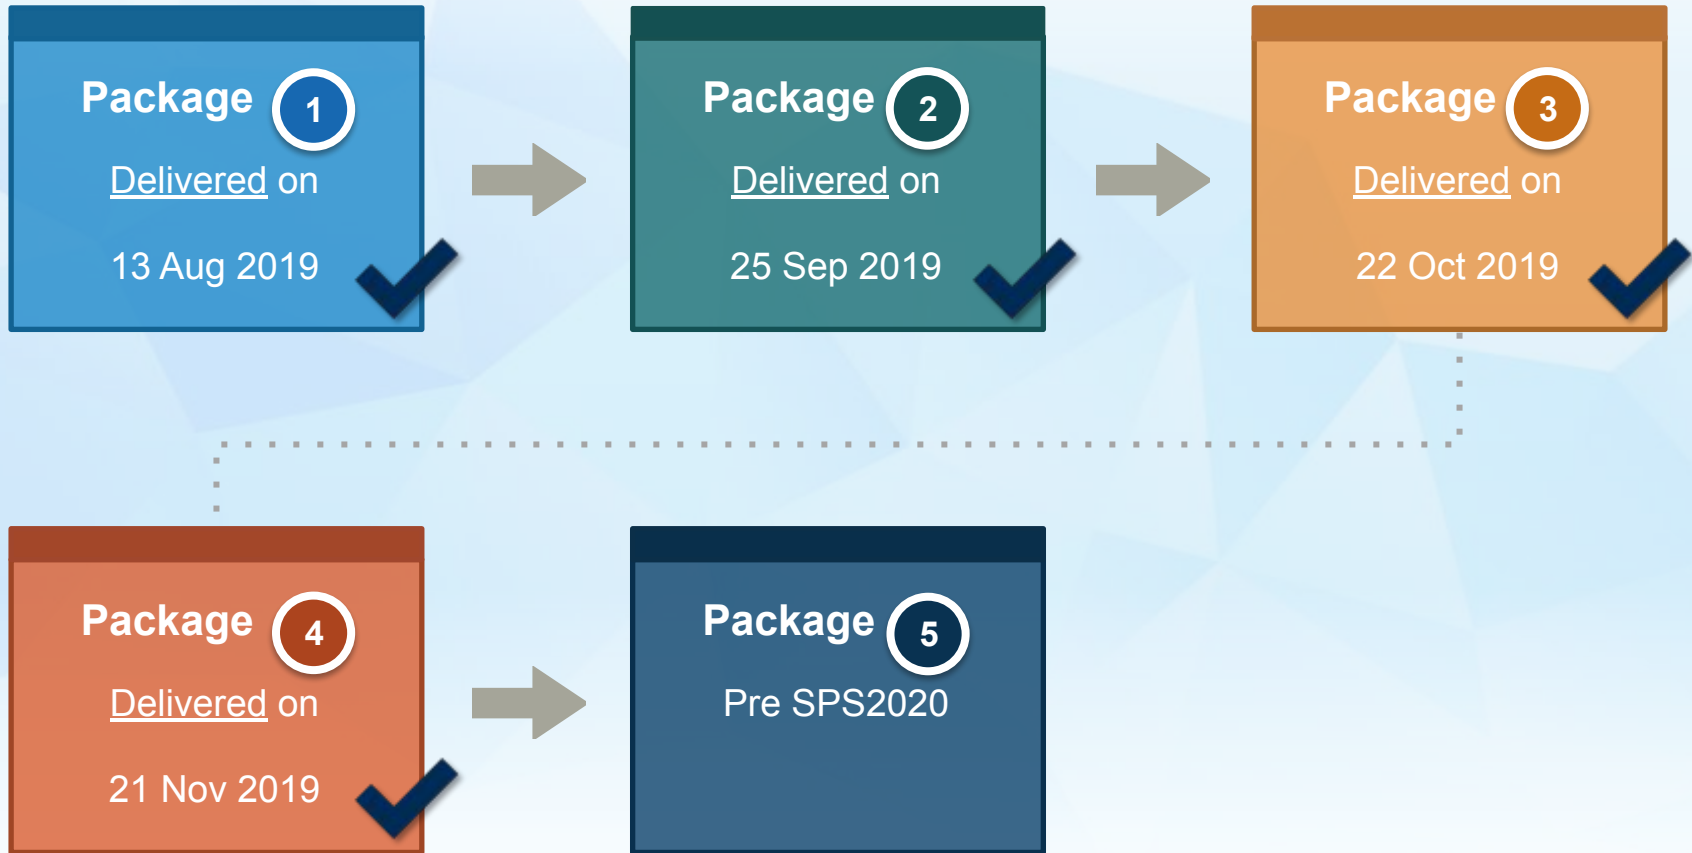 Package 1
Delivered on
13 Aug 2019
Package 2
Delivered on
25 Sep 2019
Package 3
Delivered on
22 Oct 2019
Package 4
Delivered on
21 Nov 2019
Package 5
Pre SPS2020